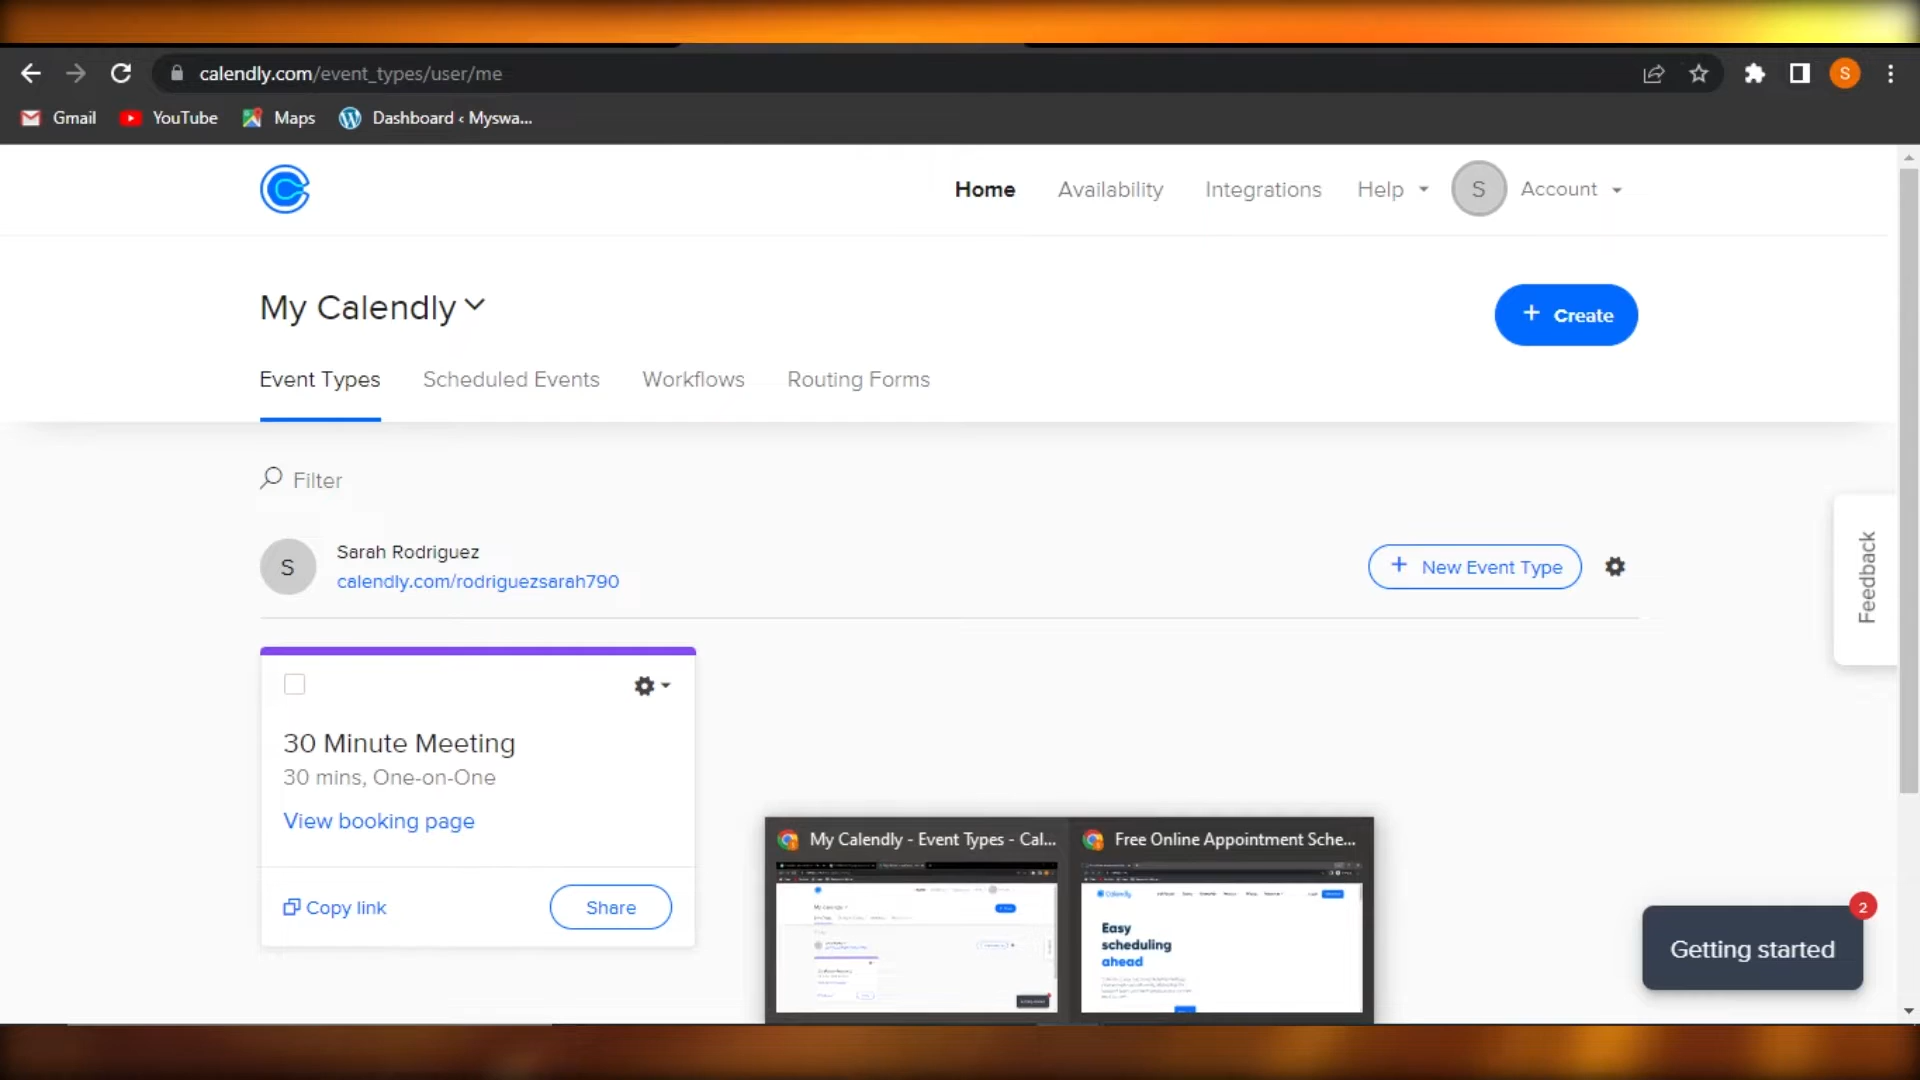 calendly.com/event_types/user/me
S
Gmail
YouTube
Maps
Dashboard ‹ Myswa...
Home
Availability
Integrations
Help
S
Account
My Calendly
+ Create
Event Types
Scheduled Events
Workflows
Routing Forms
Filter
S
Sarah Rodriguez
calendly.com/rodriguezsarah790
+ New Event Type
Feedback
30 Minute Meeting
30 mins, One-on-One
View booking page
Copy link
Share
My Calendly - Event Types - Cal...
Free Online Appointment Sche...
My Calendly
Calendly
Easy
scheduling
ahead
2
Getting started